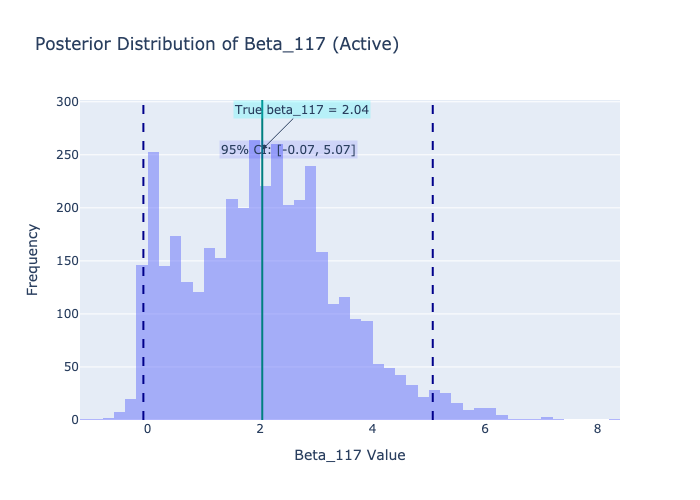 Posterior Distribution of Beta_117 (Active)
300
True beta_117 = 2.04
95% CI: [-0.07, 5.07]
250
200
Frequency
150
100
50
0
0 2 4 6 8
Beta_117 Value